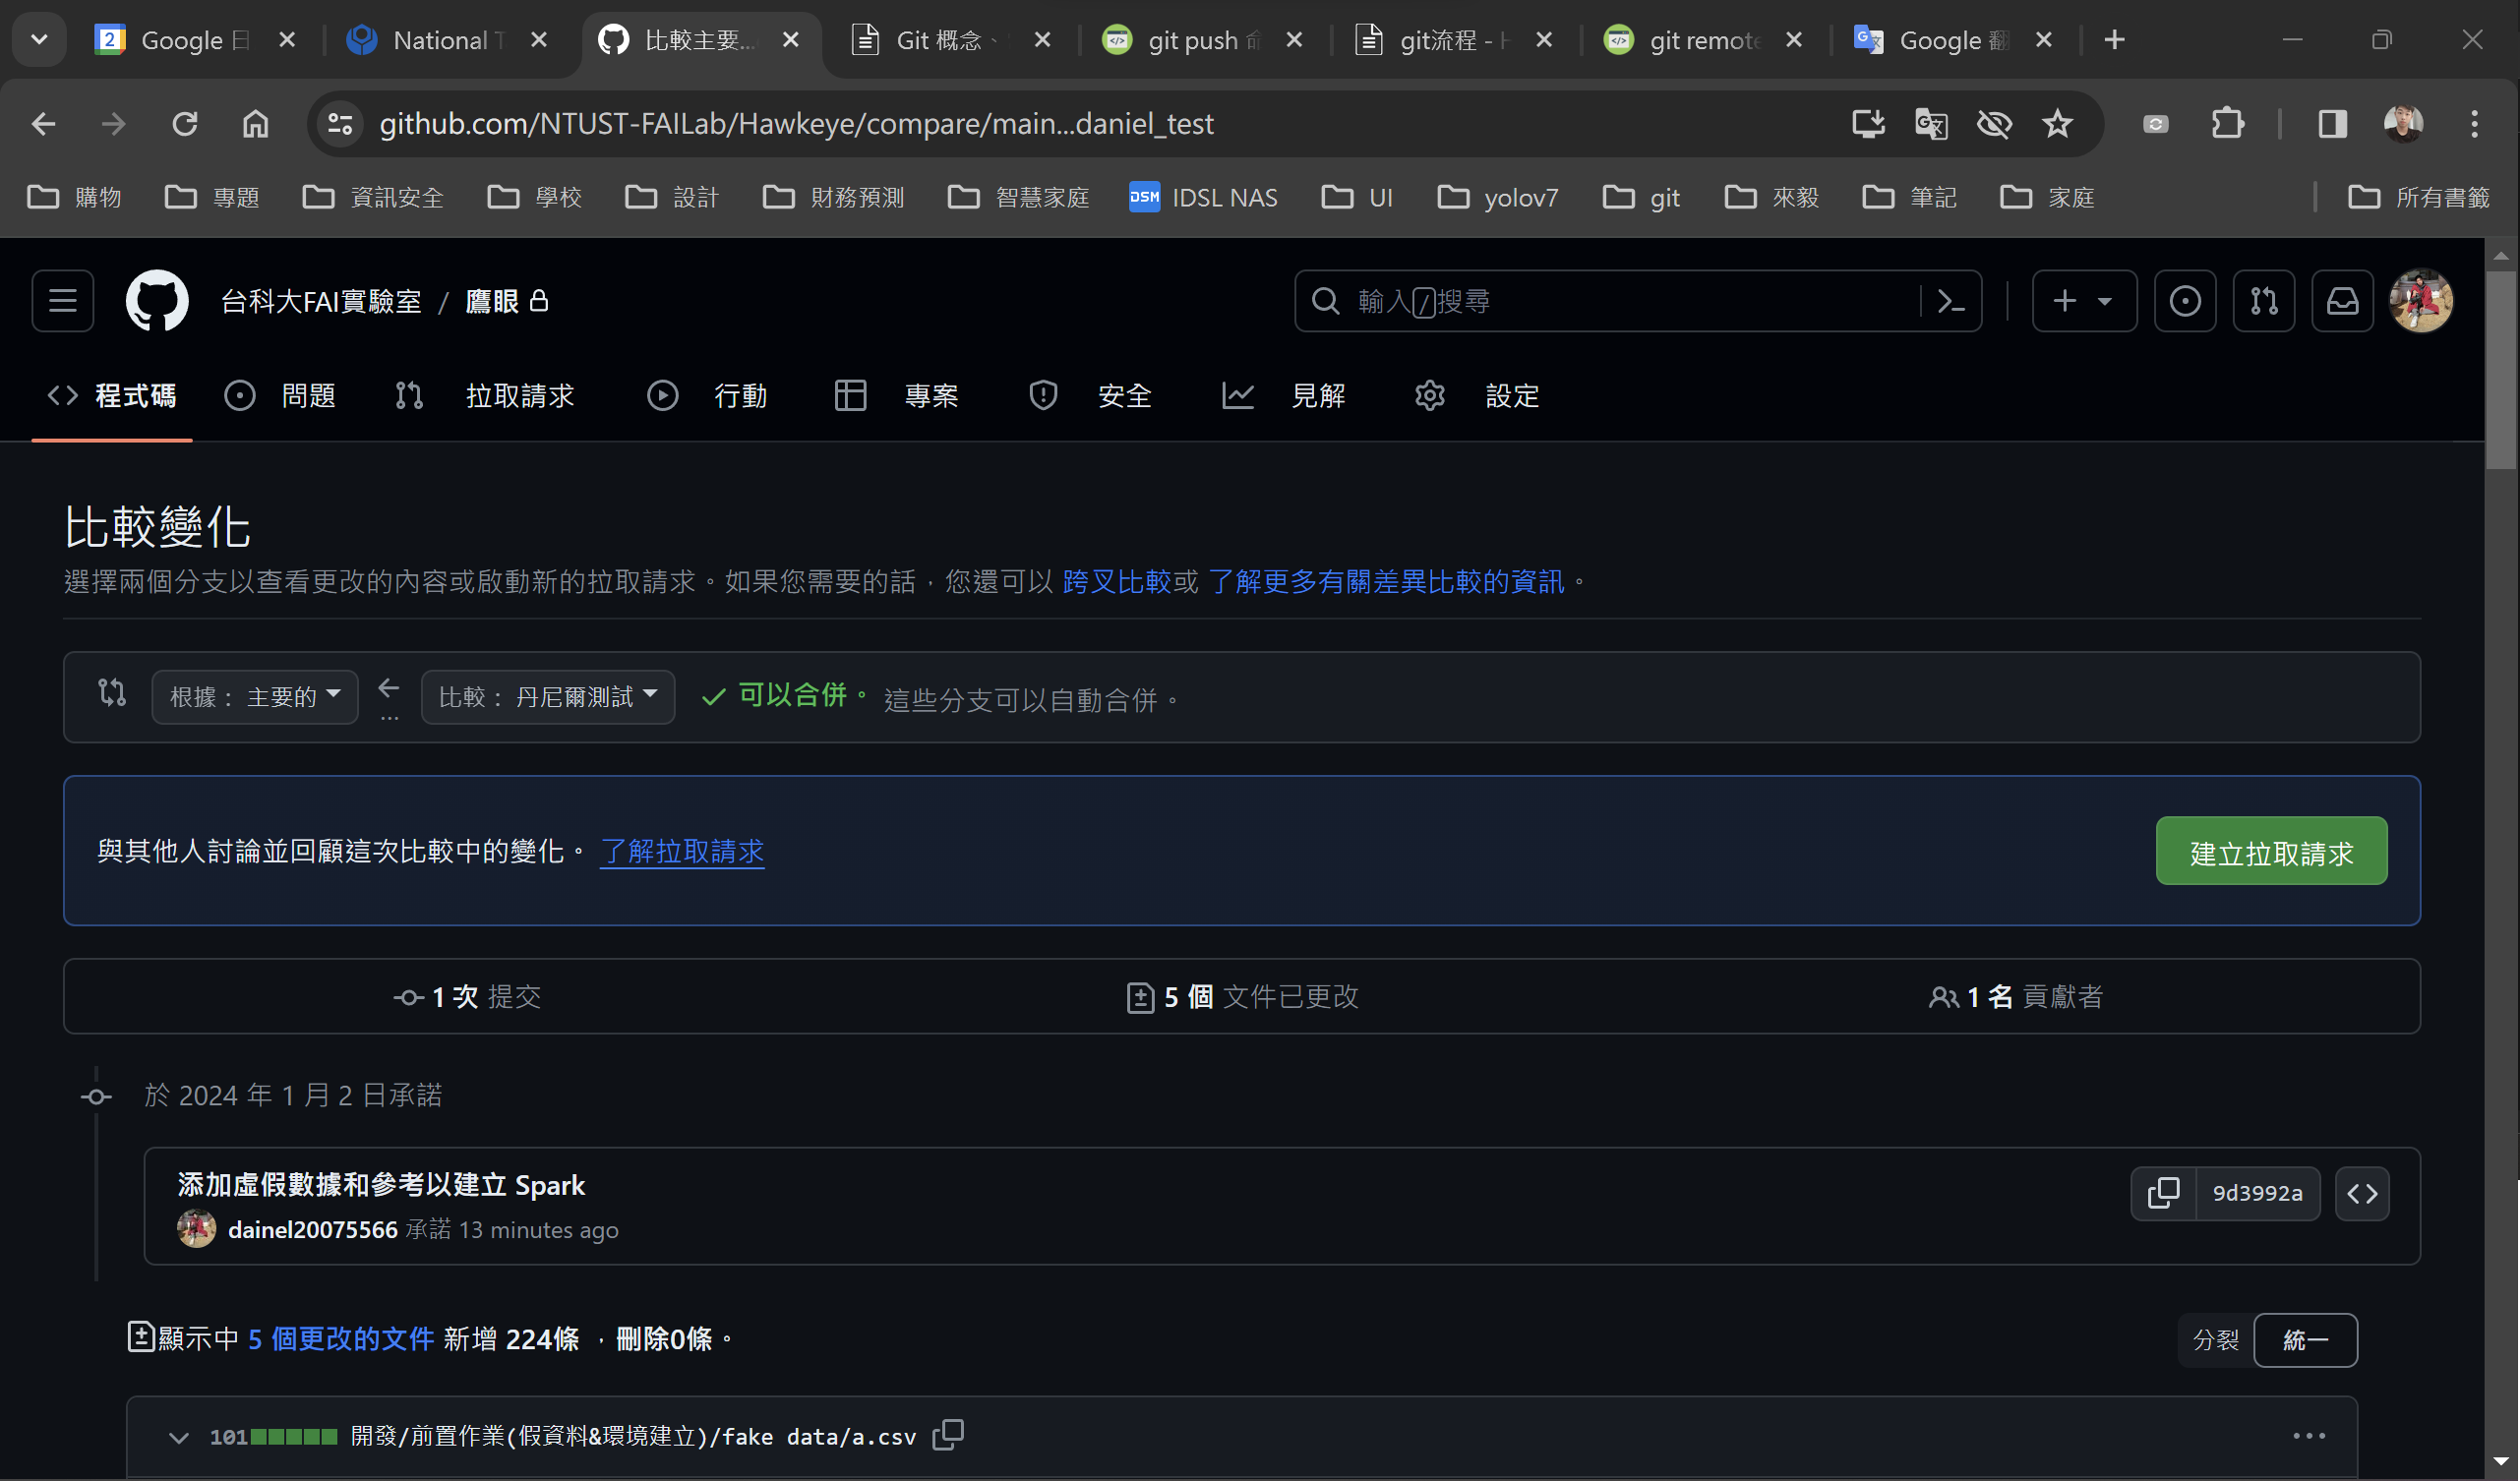 Google 日
National T
比較主要...
Git 概念、
git push 命
git流程 - H
git remote
Google 翻
github.com/NTUST-FAILab/Hawkeye/compare/main...daniel_test
購物
專題
資訊安全
學校
設計
財務預測
智慧家庭
DSM IDSL NAS
UI
yolov7
git
來毅
筆記
家庭
所有書籤
台科大FAI實驗室 / 鷹眼
輸入/搜尋
程式碼
問題
拉取請求
行動
專案
安全
見解
設定
比較變化
選擇兩個分支以查看更改的內容或啟動新的拉取請求。如果您需要的話，您還可以 跨叉比較或 了解更多有關差異比較的資訊。
根據： 主要的
...
比較： 丹尼爾測試
可以合併。 這些分支可以自動合併。
與其他人討論並回顧這次比較中的變化。 了解拉取請求
建立拉取請求
1 次 提交
5 個 文件已更改
1 名 貢獻者
於 2024 年 1 月 2 日承諾
添加虛假數據和參考以建立 Spark
dainel20075566 承諾 13 minutes ago
9d3992a
顯示中 5 個更改的文件 新增 224條 ，刪除0條。
分裂
統一
101 開發/前置作業(假資料&環境建立)/fake data/a.csv